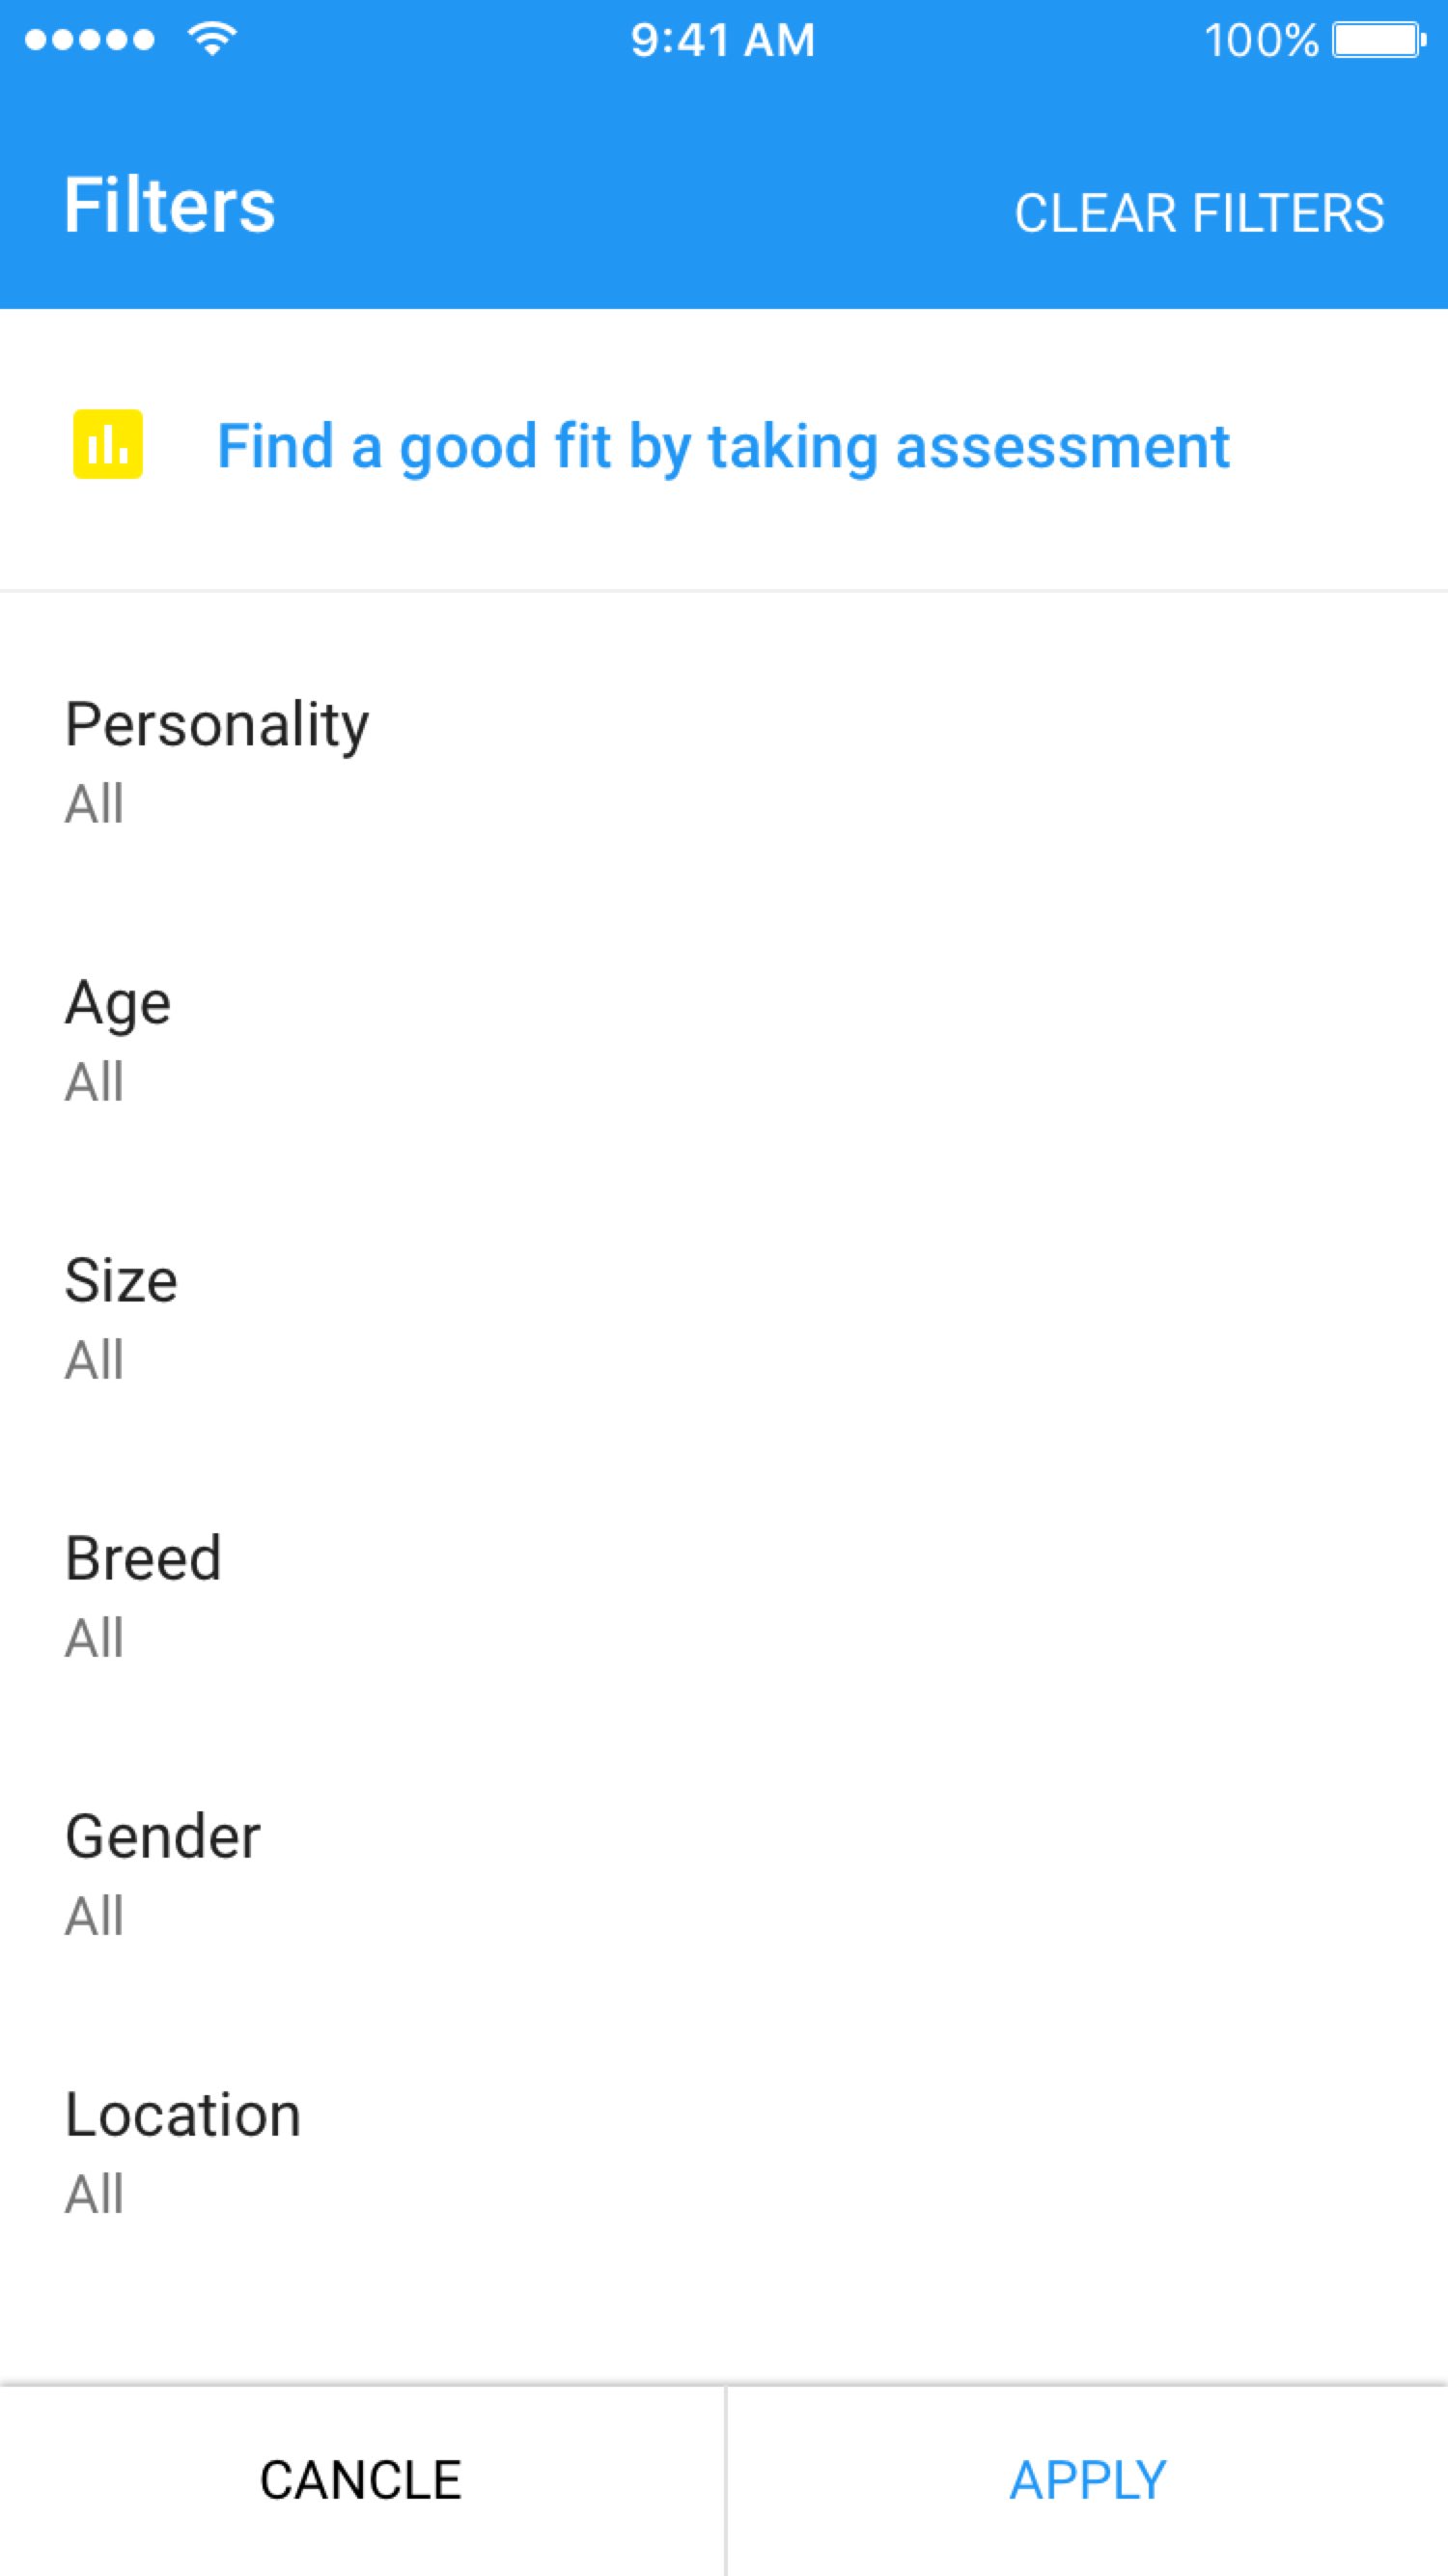 9:41 AM 100%
Filters CLEAR FILTERS
Find a good fit by taking assessment
Personality
All
Age
All
Size
All
Breed
All
Gender
All
Location
All
CANCLE APPLY